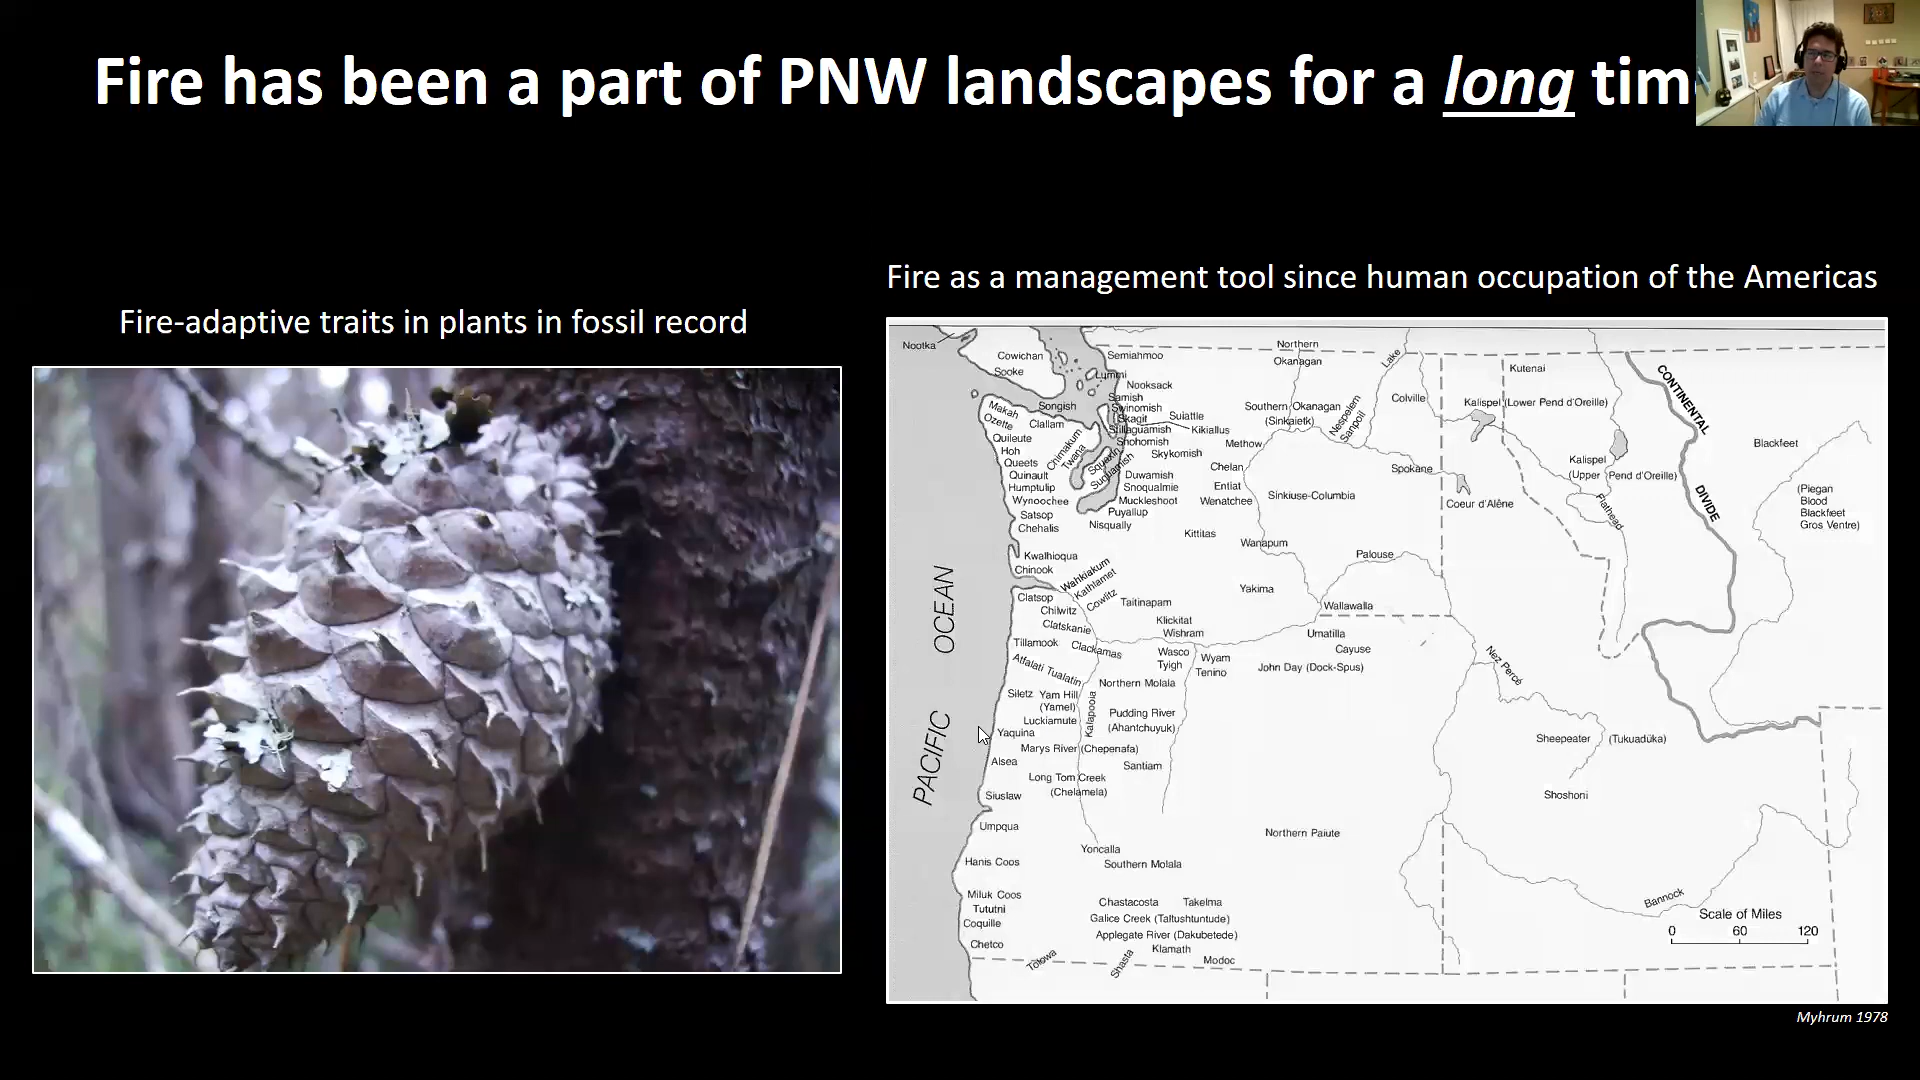 Fire has been a part of PNW landscapes for a long tim
Fire as a management tool since human occupation of the Americas
Fire-adaptive traits in plants in fossil record
Nootka
Cowichan
Sooke
Semiahmoo
Lummi
Nooksack
Samish
Swinomish
Skagit
Stillaguamish
Snohomish
Suiattle
Kikiallus
Skykomish
Songish
Makah
Ozette
Clallam
Quileute
Hoh
Queets
Quinault
Humptulip
Wynoochee
Satsop
Chehalis
Chimakum
Twana
Squaxin
Suquamish
Duwamish
Snoqualmie
Muckleshoot
Puyallup
Nisqually
Kwalhioqua
Chinook
Wahkiakum
Kathlamet
Cowlitz
Taitinapam
Clatsop
Chilwitz
Clatskanie
Klickitat
Wishram
Tillamook
Clackamas
Wasco
Tyigh
Wyam
Tenino
Atfalati Tualatin
Northern Molala
Siletz
Yam Hill
(Yamel)
Luckiamute
Kalapooia
Pudding River
(Ahantchuyuk)
Yaquina
Marys River (Chepenafa)
Alsea
Santiam
Long Tom Creek
(Chelamela)
Siuslaw
Umpqua
Yoncalla
Southern Molala
Hanis Coos
Miluk Coos
Tututni
Coquille
Chetco
Chastacosta
Takelma
Galice Creek (Taltushtuntude)
Applegate River (Dakubetede)
Klamath
Modoc
Tolowa
Shasta
Northern
Okanagan
Lake
Southern Okanagan
(Sinkaietk)
Nespelem
Sanpoil
Colville
Methow
Chelan
Entiat
Wenatchee
Sinkiuse-Columbia
Spokane
Kittitas
Wanapum
Palouse
Yakima
Wallawalla
Umatilla
Cayuse
John Day (Dock-Spus)
Northern Paiute
Kutenai
Kalispel (Lower Pend d'Oreille)
Kalispel
(Upper Pend d'Oreille)
Coeur d'Alêne
Flathead
CONTINENTAL
DIVIDE
Blackfeet
(Piegan
Blood
Blackfeet
Gros Ventre)
Nez Percé
Sheepeater (Tukuadüka)
Shoshoni
Bannock
PACIFIC OCEAN
Scale of Miles
0 60 120
Myhrum 1978